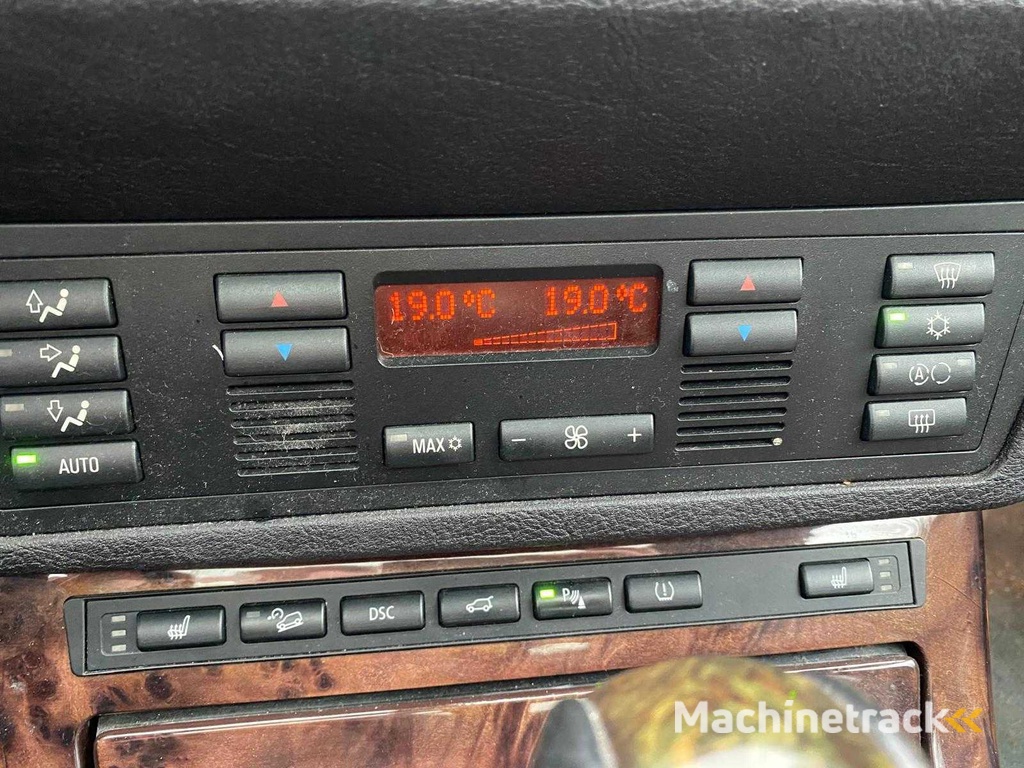 19.0°C 19.0°C
AUTO
MAX
- +
A
DSC
P
Machinetrack